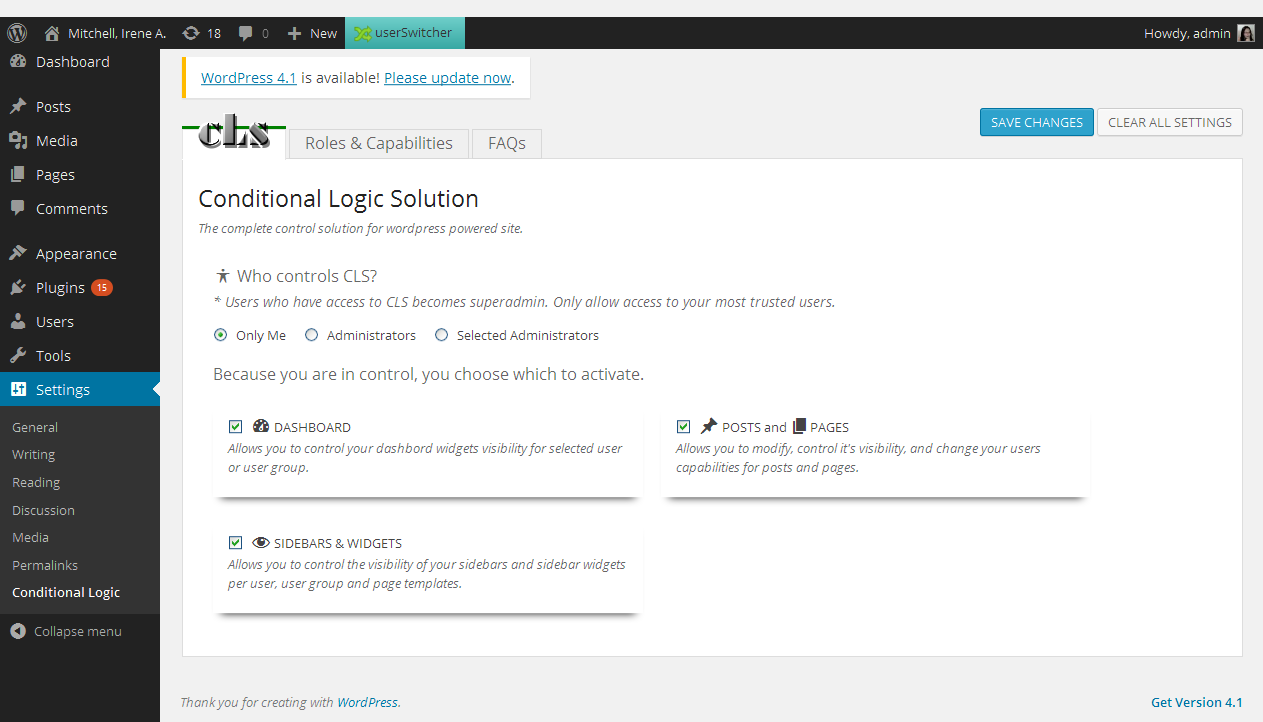 Mitchell, Irene A. 18 0 New userSwitcher Howdy, admin
Dashboard
Posts
Media
Pages
Comments
Appearance
Plugins 15
Users
Tools
Settings
General
Writing
Reading
Discussion
Media
Permalinks
Conditional Logic
Collapse menu
WordPress 4.1 is available! Please update now.
SAVE CHANGES CLEAR ALL SETTINGS
cLs Roles & Capabilities FAQs
Conditional Logic Solution
The complete control solution for wordpress powered site.
Who controls CLS?
* Users who have access to CLS becomes superadmin. Only allow access to your most trusted users.
Only Me Administrators Selected Administrators
Because you are in control, you choose which to activate.
DASHBOARD
Allows you to control your dashbord widgets visibility for selected user
or user group.
POSTS and PAGES
Allows you to modify, control it's visibility, and change your users
capabilities for posts and pages.
SIDEBARS & WIDGETS
Allows you to control the visibility of your sidebars and sidebar widgets
per user, user group and page templates.
Thank you for creating with WordPress. Get Version 4.1